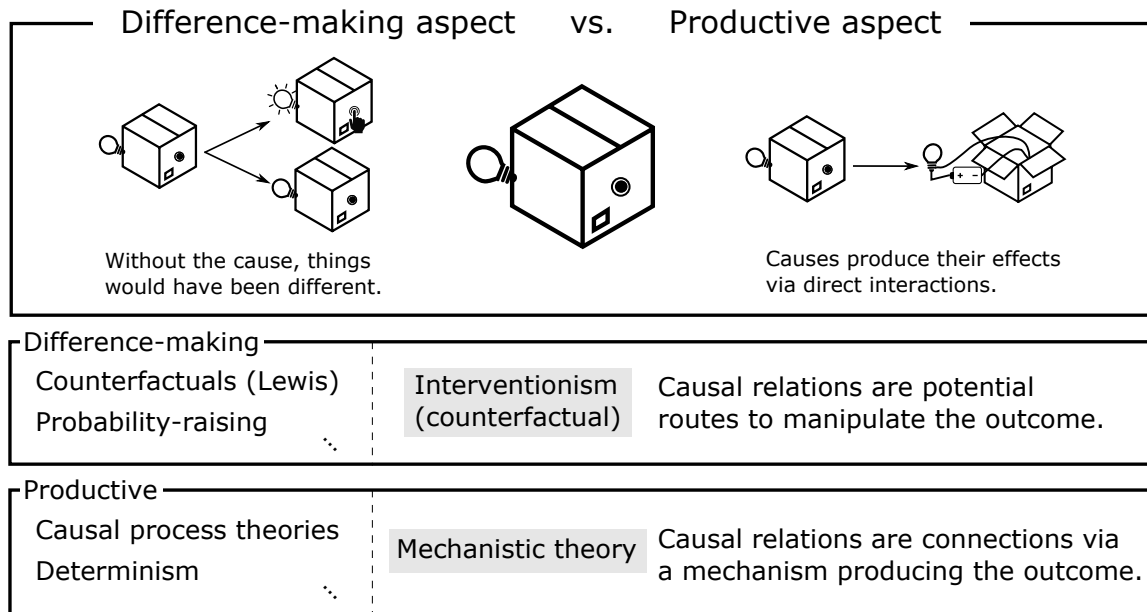 Difference-making aspect vs. Productive aspect
Without the cause, things
would have been different.
Causes produce their effects
via direct interactions.
+ −
Difference-making
Counterfactuals (Lewis)
Probability-raising
...
Interventionism
(counterfactual)
Causal relations are potential
routes to manipulate the outcome.
Productive
Causal process theories
Determinism
...
Mechanistic theory
Causal relations are connections via
a mechanism producing the outcome.